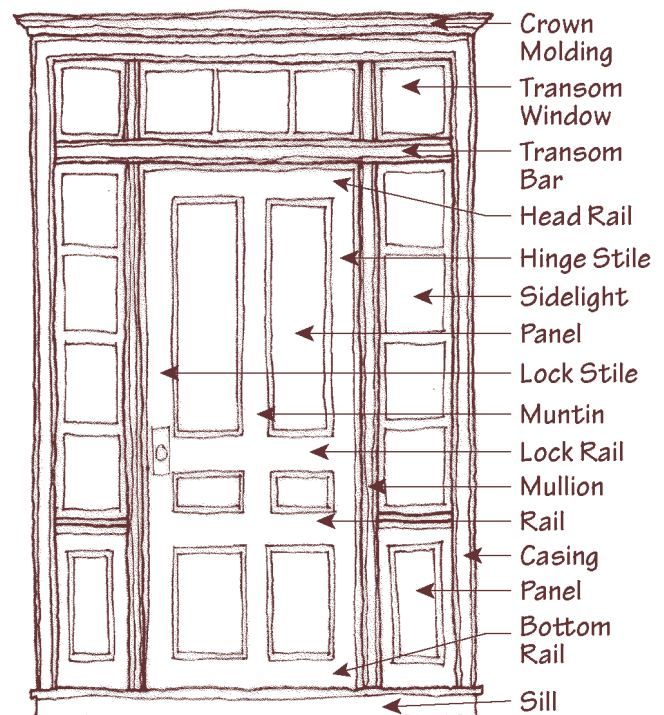 Crown
Molding
Transom
Window
Transom
Bar
Head Rail
Hinge Stile
Sidelight
Panel
Lock Stile
Muntin
Lock Rail
Mullion
Rail
Casing
Panel
Bottom
Rail
Sill